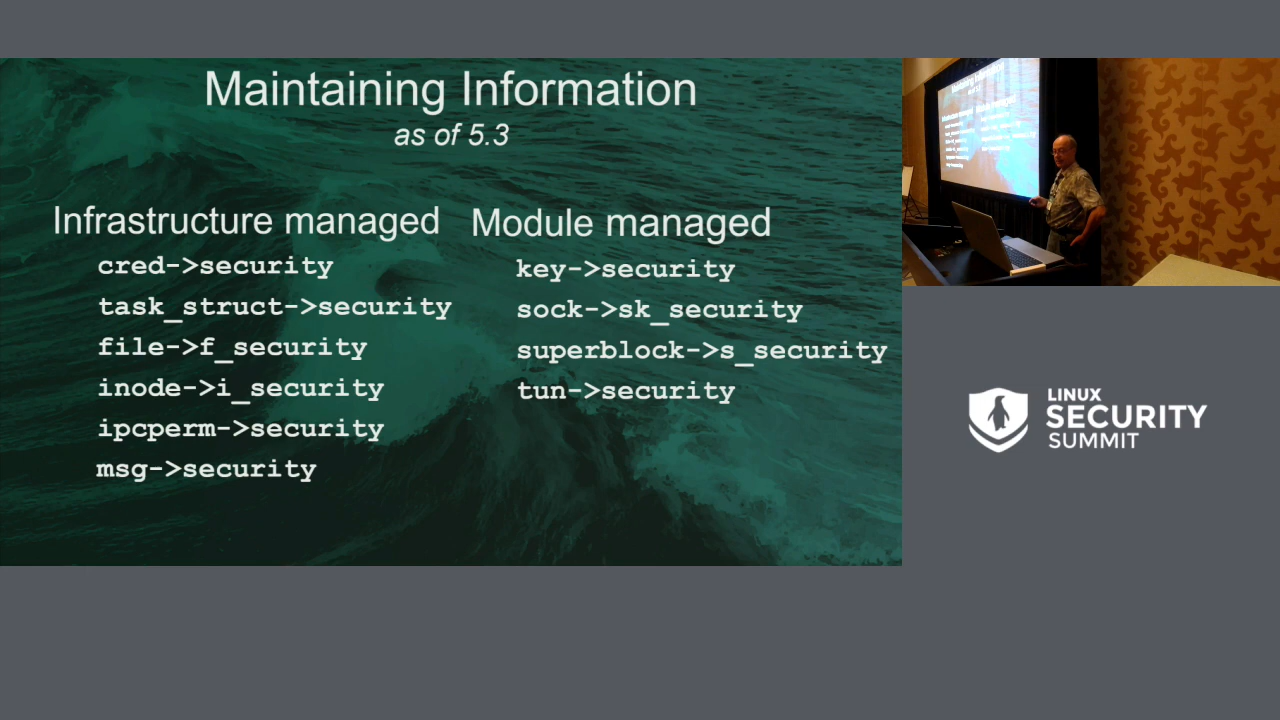 Maintaining Information
as of 5.3
Infrastructure managed
cred->security
task_struct->security
file->f_security
inode->i_security
ipcperm->security
msg->security
Module managed
key->security
sock->sk_security
superblock->s_security
tun->security
LINUX
SECURITY
SUMMIT